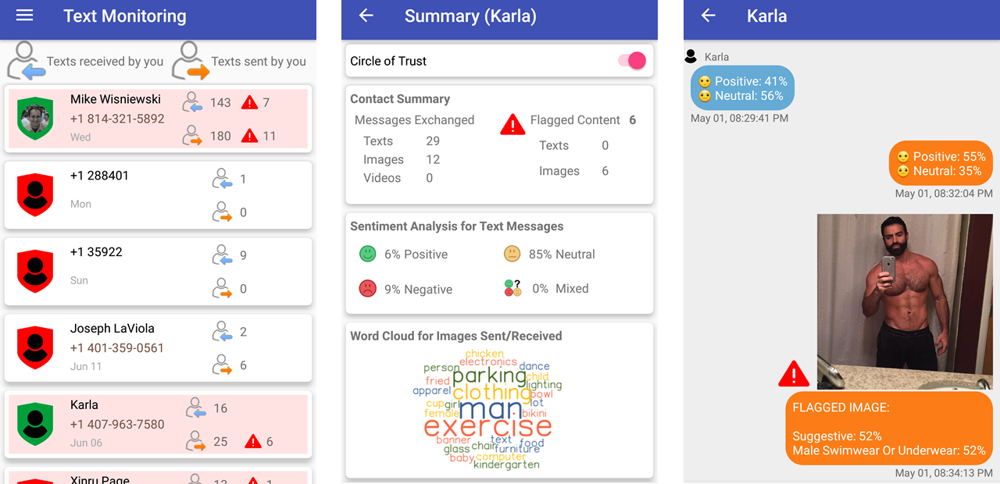 Text Monitoring
Texts received by you
Texts sent by you
Mike Wisniewski
+1 814-321-5892
Wed
143
7
180
11
+1 288401
Mon
1
0
+1 35922
Sun
9
0
Joseph LaViola
+1 401-359-0561
Jun 11
2
6
Karla
+1 407-963-7580
Jun 06
16
25
6
Xinru Page
13
1
Summary (Karla)
Circle of Trust
Contact Summary
Messages Exchanged
Flagged Content 6
Texts 29
Texts 0
Images 12
Images 6
Videos 0
Sentiment Analysis for Text Messages
6% Positive
85% Neutral
9% Negative
0% Mixed
Word Cloud for Images Sent/Received
chicken
electronics
person
dance
parking
child
fried
lighting
apparel
clothing
bowl
cup
girl
man
lot
female
bikini
exercise
banner
text
food
glass
chair
furniture
baby
computer
kindergarten
Karla
Karla
Positive: 41%
Neutral: 56%
May 01, 08:29:41 PM
Positive: 55%
Neutral: 35%
May 01, 08:32:04 PM
FLAGGED IMAGE:
Suggestive: 52%
Male Swimwear Or Underwear: 52%
May 01, 08:34:13 PM